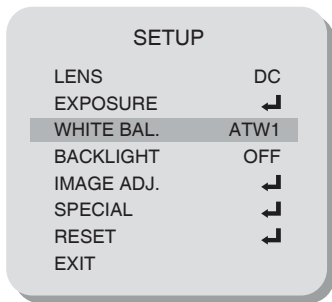 SETUP
LENS DC
EXPOSURE ↵
WHITE BAL. ATW1
BACKLIGHT OFF
IMAGE ADJ. ↵
SPECIAL ↵
RESET ↵
EXIT